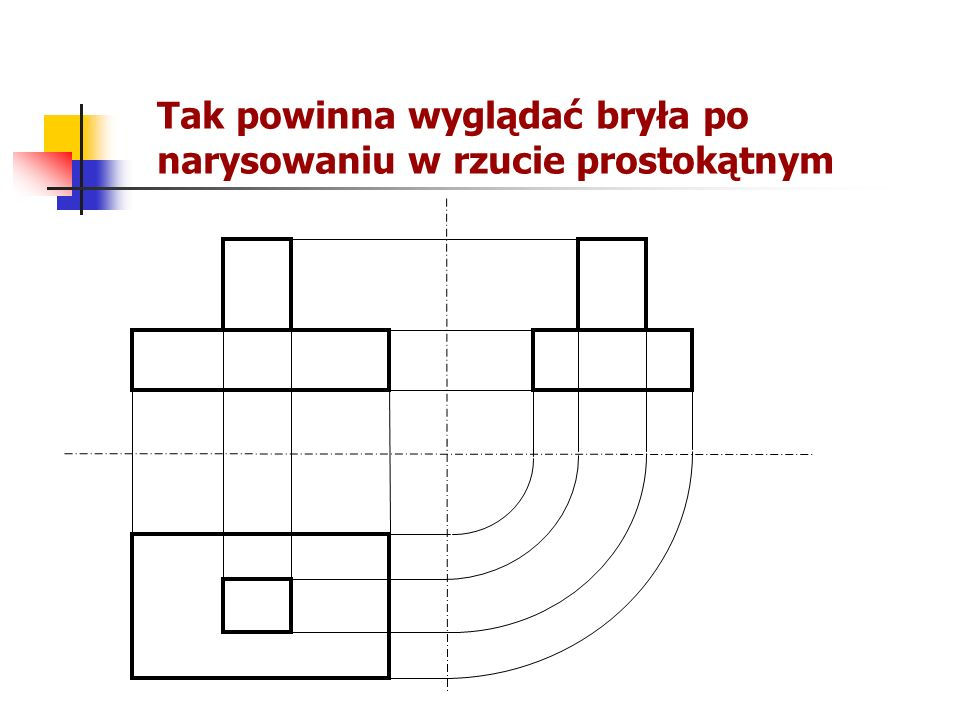 Tak powinna wyglądać bryła po
narysowaniu w rzucie prostokątnym